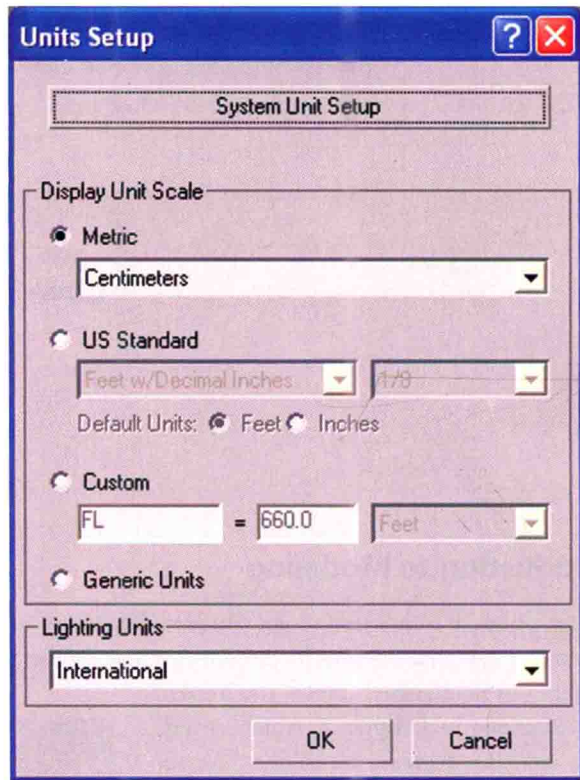 Units Setup
System Unit Setup
Display Unit Scale
Metric
Centimeters
US Standard
Feet w/Decimal Inches 1/8
Default Units: Feet Inches
Custom
FL = 660.0 Feet
Generic Units
Lighting Units
International
OK Cancel